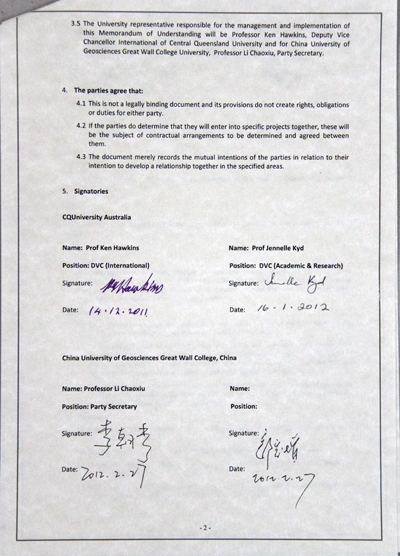 3.5 The University representative responsible for the management and implementation of
this Memorandum of Understanding will be Professor Ken Hawkins, Deputy Vice
Chancellor International of Central Queensland University and for China University of
Geosciences Great Wall College University, Professor Li Chaoxiu, Party Secretary.
4. The parties agree that:
4.1 This is not a legally binding document and its provisions do not create rights, obligations
or duties for either party.
4.2 If the parties do determine that they will enter into specific projects together, these will
be the subject of contractual arrangements to be determined and agreed between
them.
4.3 The document merely records the mutual intentions of the parties in relation to their
intention to develop a relationship together in the specified areas.
5. Signatories
CQUniversity Australia
Name: Prof Ken Hawkins Name: Prof Jennelle Kyd
Position: DVC (International) Position: DVC (Academic & Research)
Signature: KHawkins Signature: Jennelle Kyd
Date: 14.12.2011 Date: 16-1-2012
China University of Geosciences Great Wall College, China
Name: Professor Li Chaoxiu Name:
Position: Party Secretary Position:
Signature: Signature:
Date: 2012.2.27 Date: 2012.2.27
- 2 -